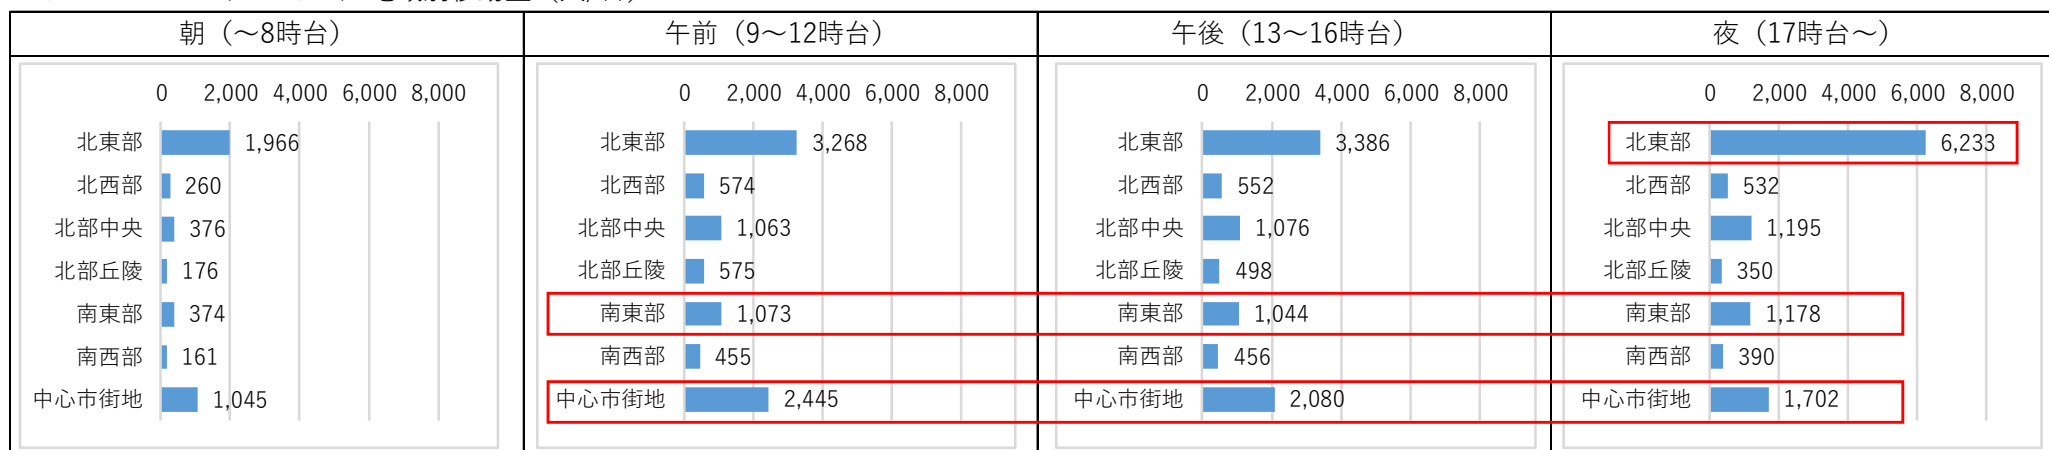 朝（～8時台）
0 2,000 4,000 6,000 8,000
北東部 1,966
北西部 260
北部中央 376
北部丘陵 176
南東部 374
南西部 161
中心市街地 1,045
午前（9～12時台）
0 2,000 4,000 6,000 8,000
北東部 3,268
北西部 574
北部中央 1,063
北部丘陵 575
南東部 1,073
南西部 455
中心市街地 2,445
午後（13～16時台）
0 2,000 4,000 6,000 8,000
北東部 3,386
北西部 552
北部中央 1,076
北部丘陵 498
南東部 1,044
南西部 456
中心市街地 2,080
夜（17時台～）
0 2,000 4,000 6,000 8,000
北東部 6,233
北西部 532
北部中央 1,195
北部丘陵 350
南東部 1,178
南西部 390
中心市街地 1,702